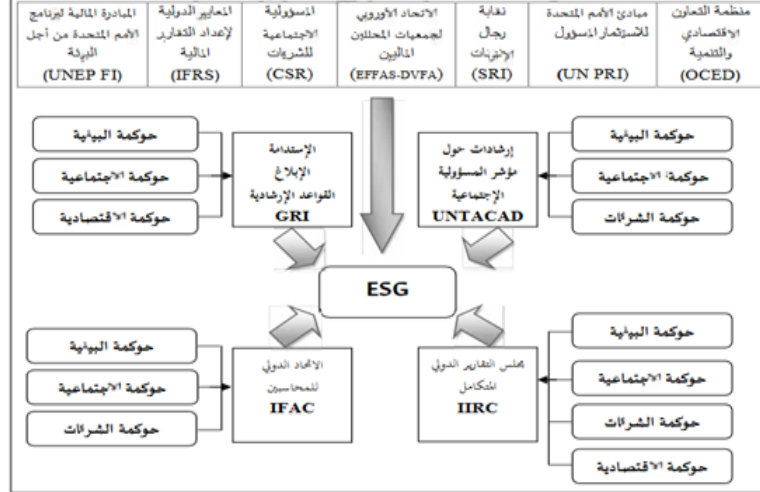 منظمة التعاون
الاقتصادي
والتنمية
(OCED)
مبادئ الأمم المتحدة
للاستثمار المسؤول
(UN PRI)
نقابة
رجال
الإنترنت
(SRI)
الاتحاد الأوروبي
لجمعيات المحللين
الماليين
(EFFAS-DVFA)
المسؤولية
الاجتماعية
للشركات
(CSR)
المعايير الدولية
لإعداد التقارير
المالية
(IFRS)
المبادرة المالية لبرنامج
الأمم المتحدة من أجل
البيئة
(UNEP FI)
حوكمة البيئية
حوكمة الاجتماعية
حوكمة الشركات
إرشادات حول
مؤشر المسؤولية
الإجتماعية
UNTACAD
الإستدامة
الإبلاغ
القواعد الإرشادية
GRI
حوكمة البيئية
حوكمة الاجتماعية
حوكمة الاقتصادية
ESG
حوكمة البيئية
حوكمة الاجتماعية
حوكمة الشركات
حوكمة الاقتصادية
مجلس التقارير الدولي
المتكامل
IIRC
الاتحاد الدولي
للمحاسبين
IFAC
حوكمة البيئية
حوكمة الاجتماعية
حوكمة الشركات